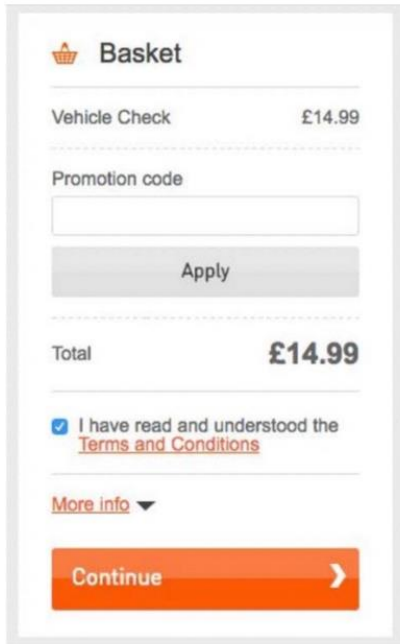 Basket
Vehicle Check £14.99
Promotion code
Apply
Total £14.99
I have read and understood the
Terms and Conditions
More info
Continue